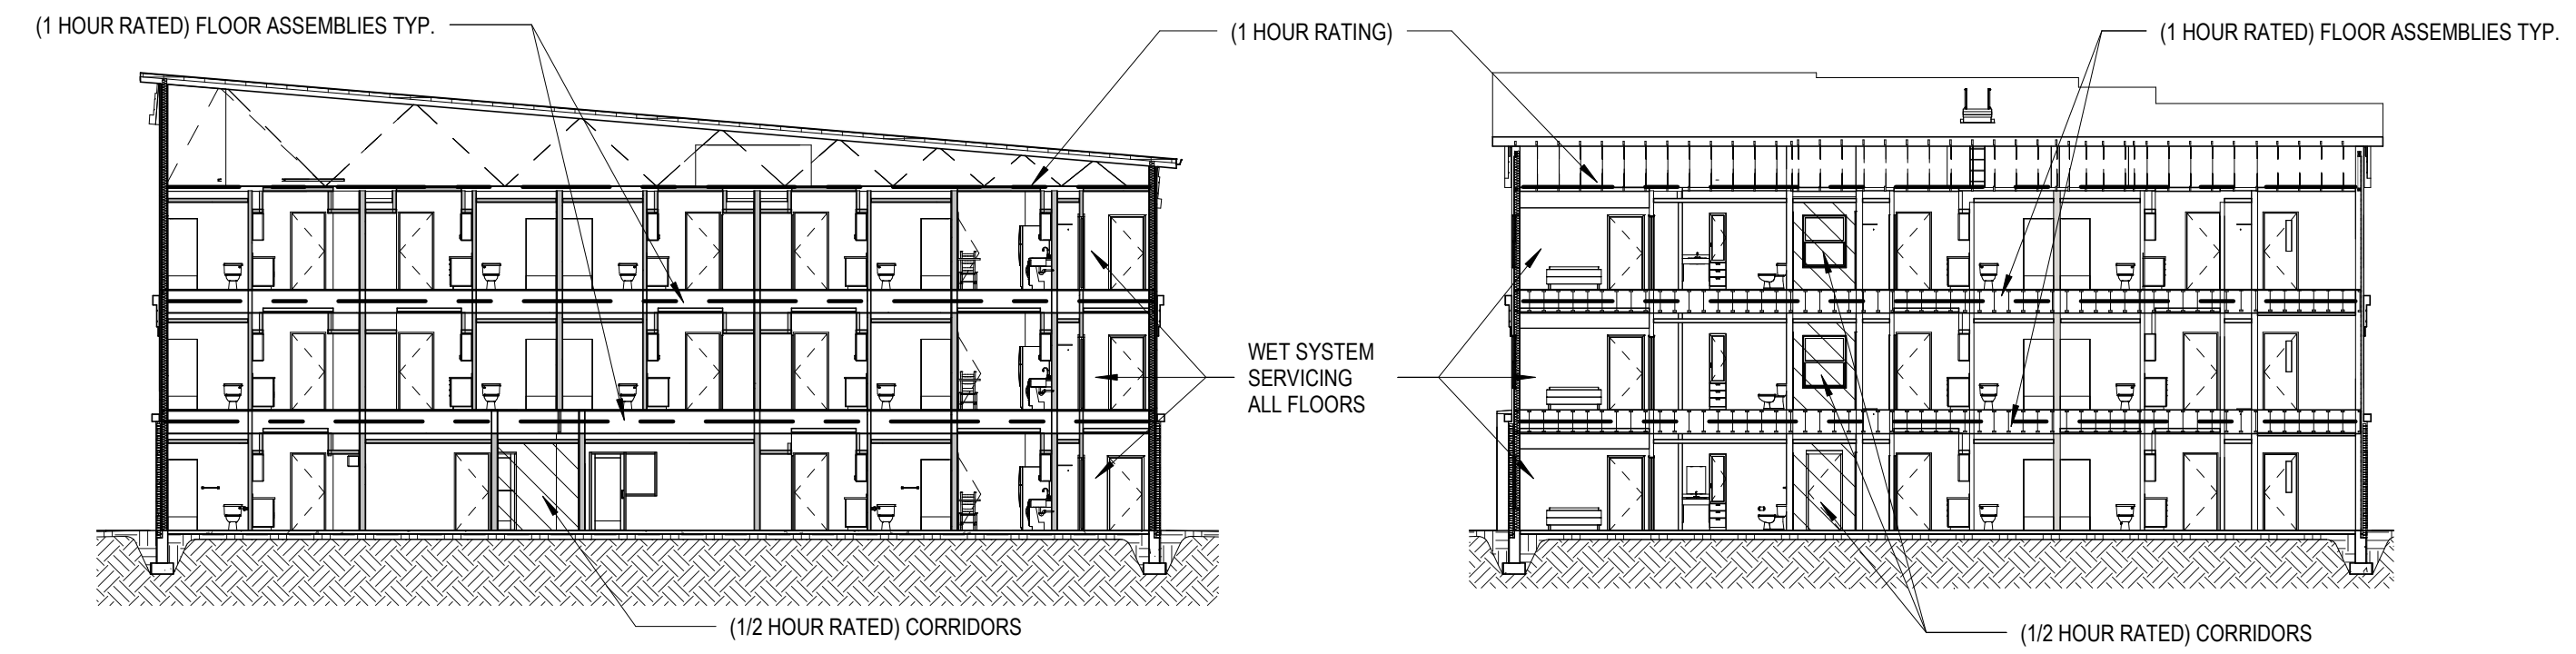 (1 HOUR RATED) FLOOR ASSEMBLIES TYP.
(1 HOUR RATING)
(1 HOUR RATED) FLOOR ASSEMBLIES TYP.
WET SYSTEM
SERVICING
ALL FLOORS
(1/2 HOUR RATED) CORRIDORS
(1/2 HOUR RATED) CORRIDORS